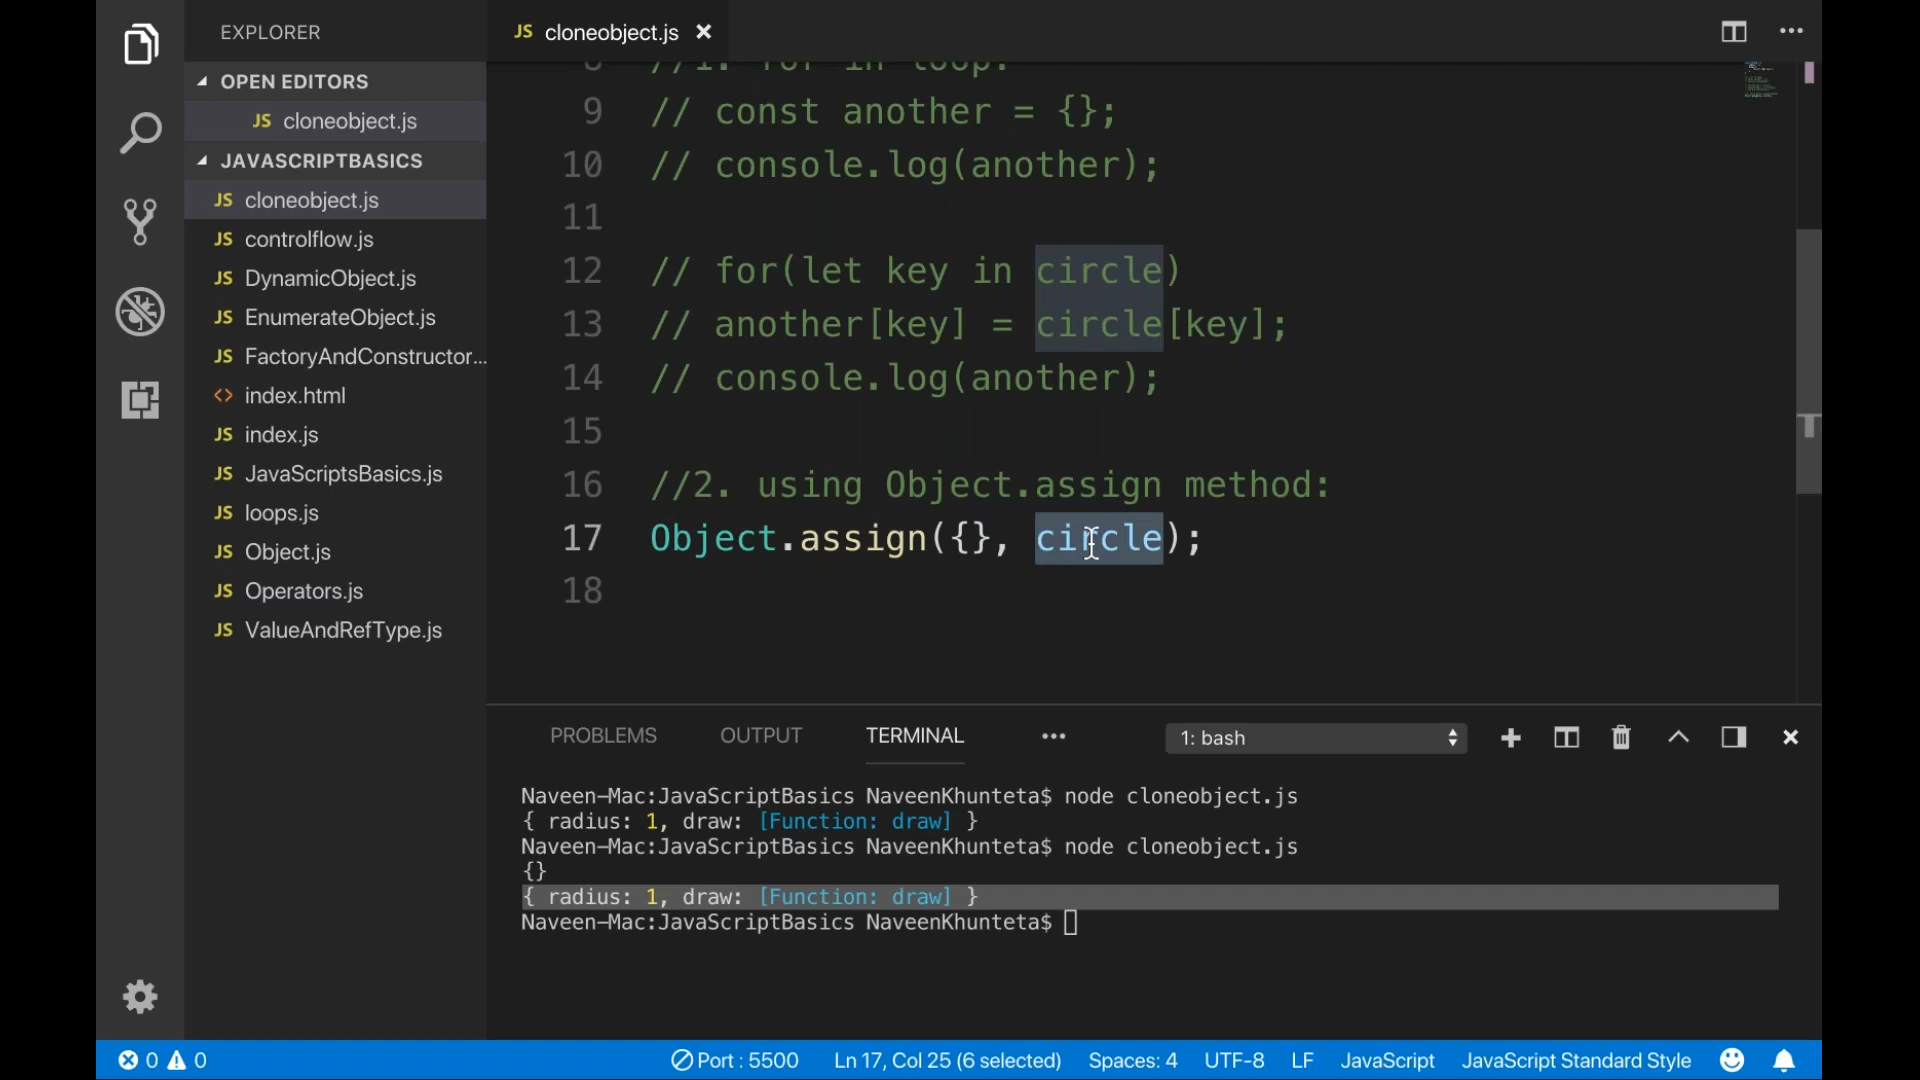 EXPLORER
OPEN EDITORS
JS cloneobject.js
JAVASCRIPTBASICS
JS cloneobject.js
JS controlflow.js
JS DynamicObject.js
JS EnumerateObject.js
JS FactoryAndConstructor...
<> index.html
JS index.js
JS JavaScriptsBasics.js
JS loops.js
JS Object.js
JS Operators.js
JS ValueAndRefType.js
JS cloneobject.js
8 //1. for in loop:
9 // const another = {};
10 // console.log(another);
11
12 // for(let key in circle)
13 // another[key] = circle[key];
14 // console.log(another);
15
16 //2. using Object.assign method:
17 Object.assign({}, circle);
18
PROBLEMS OUTPUT TERMINAL ••• 1: bash
Naveen-Mac:JavaScriptBasics NaveenKhunteta$ node cloneobject.js
{ radius: 1, draw: [Function: draw] }
Naveen-Mac:JavaScriptBasics NaveenKhunteta$ node cloneobject.js
{}
{ radius: 1, draw: [Function: draw] }
Naveen-Mac:JavaScriptBasics NaveenKhunteta$
0 0 Port : 5500 Ln 17, Col 25 (6 selected) Spaces: 4 UTF-8 LF JavaScript JavaScript Standard Style